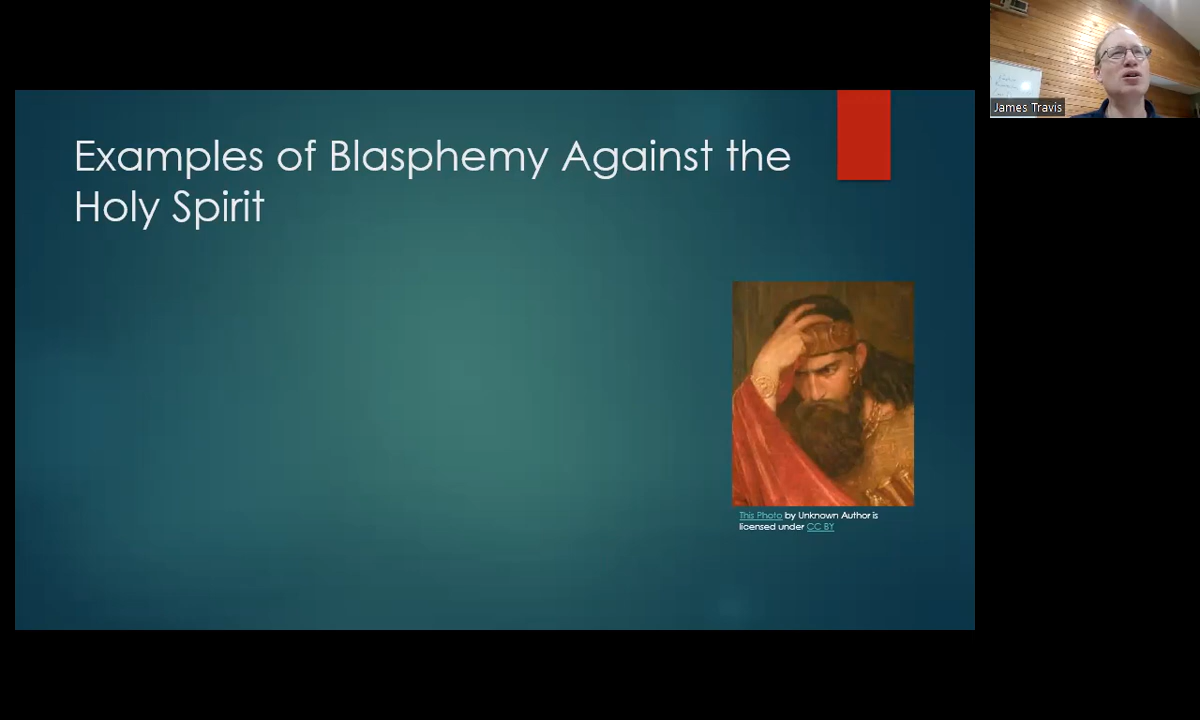 Examples of Blasphemy Against the
Holy Spirit
This Photo by Unknown Author is
licensed under CC BY
James Travis